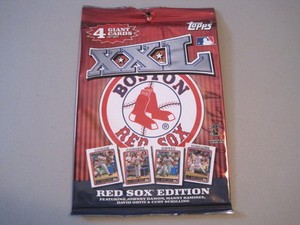 4 GIANT CARDS
Topps
XXL
BOSTON
RED SOX
RED SOX EDITION
FEATURING JOHNNY DAMON, MANNY RAMIREZ,
DAVID ORTIZ & CURT SCHILLING